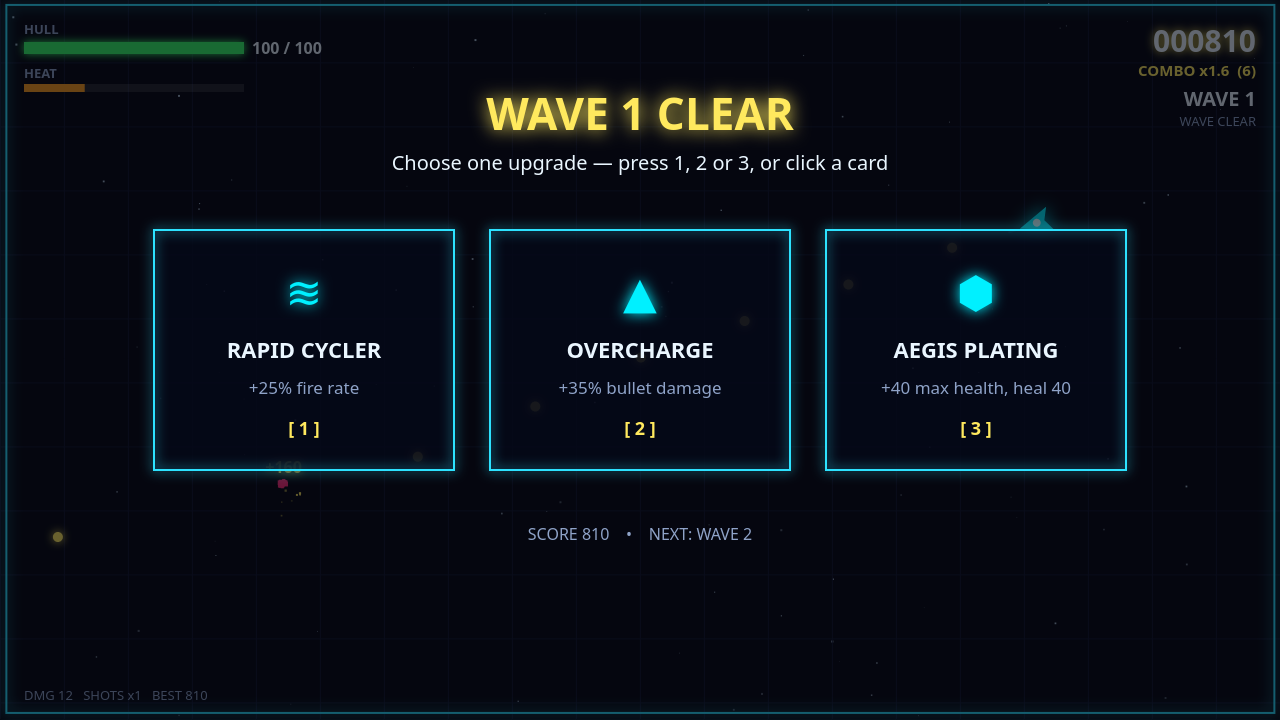 HULL
100 / 100
HEAT
000810
COMBO x1.6 (6)
WAVE 1
WAVE CLEAR
WAVE 1 CLEAR
Choose one upgrade — press 1, 2 or 3, or click a card
RAPID CYCLER
+25% fire rate
[ 1 ]
OVERCHARGE
+35% bullet damage
[ 2 ]
AEGIS PLATING
+40 max health, heal 40
[ 3 ]
+160
SCORE 810 • NEXT: WAVE 2
DMG 12 SHOTS x1 BEST 810